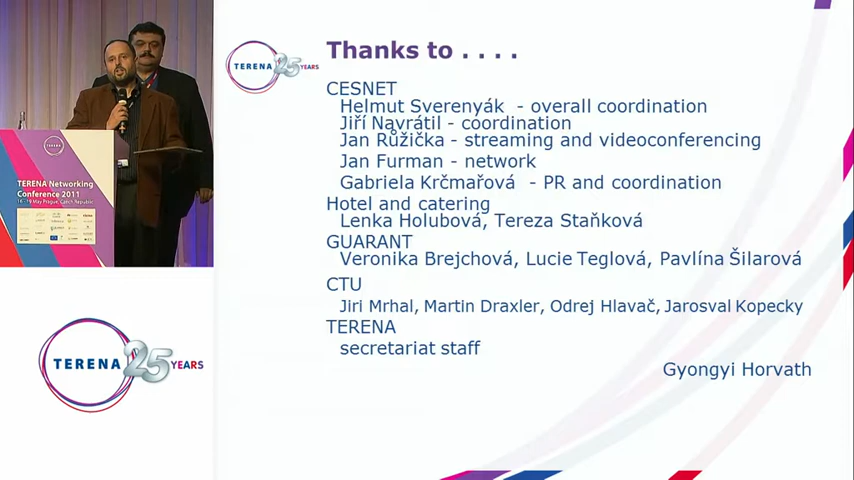 TERENA 25 YEARS
Thanks to . . . .
CESNET
Helmut Sverenyák - overall coordination
Jiří Navrátil - coordination
Jan Růžička - streaming and videoconferencing
Jan Furman - network
Gabriela Krčmařová - PR and coordination
Hotel and catering
Lenka Holubová, Tereza Staňková
GUARANT
Veronika Brejchová, Lucie Teglová, Pavlína Šilarová
CTU
Jiri Mrhal, Martin Draxler, Odrej Hlavač, Jarosval Kopecky
TERENA
secretariat staff
Gyongyi Horvath
TERENA Networking
Conference 2011
16 - 19 May Prague, Czech Republic
TERENA 25 YEARS